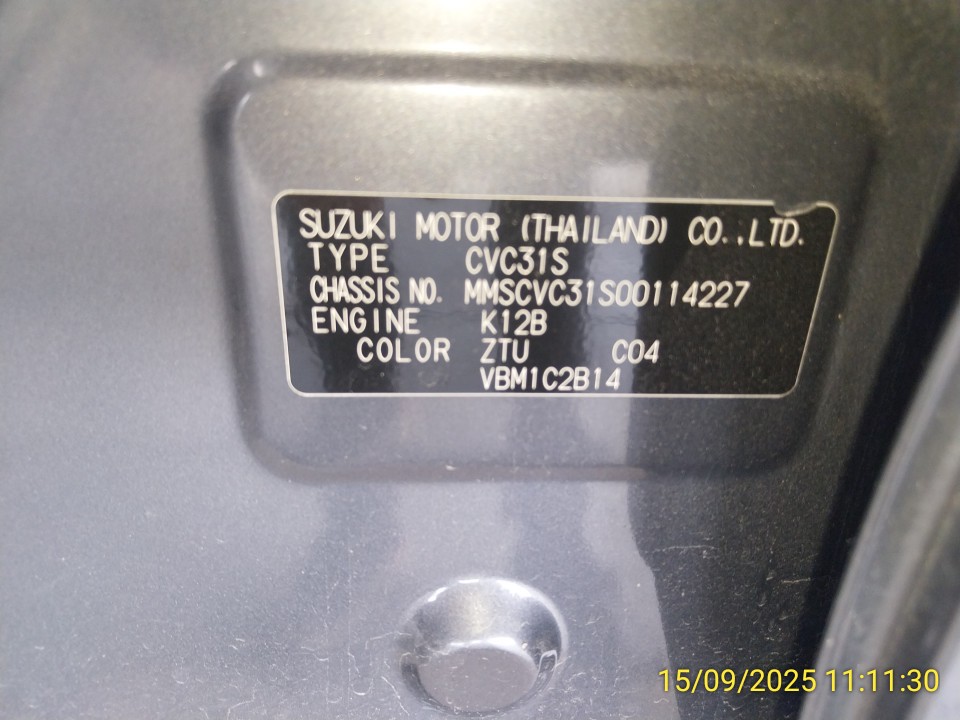 SUZUKI MOTOR (THAILAND) CO.,LTD.
TYPE CVC31S
CHASSIS NO. MMSCVC31S00114227
ENGINE K12B
COLOR ZTU C04
VBM1C2B14
15/09/2025 11:11:30